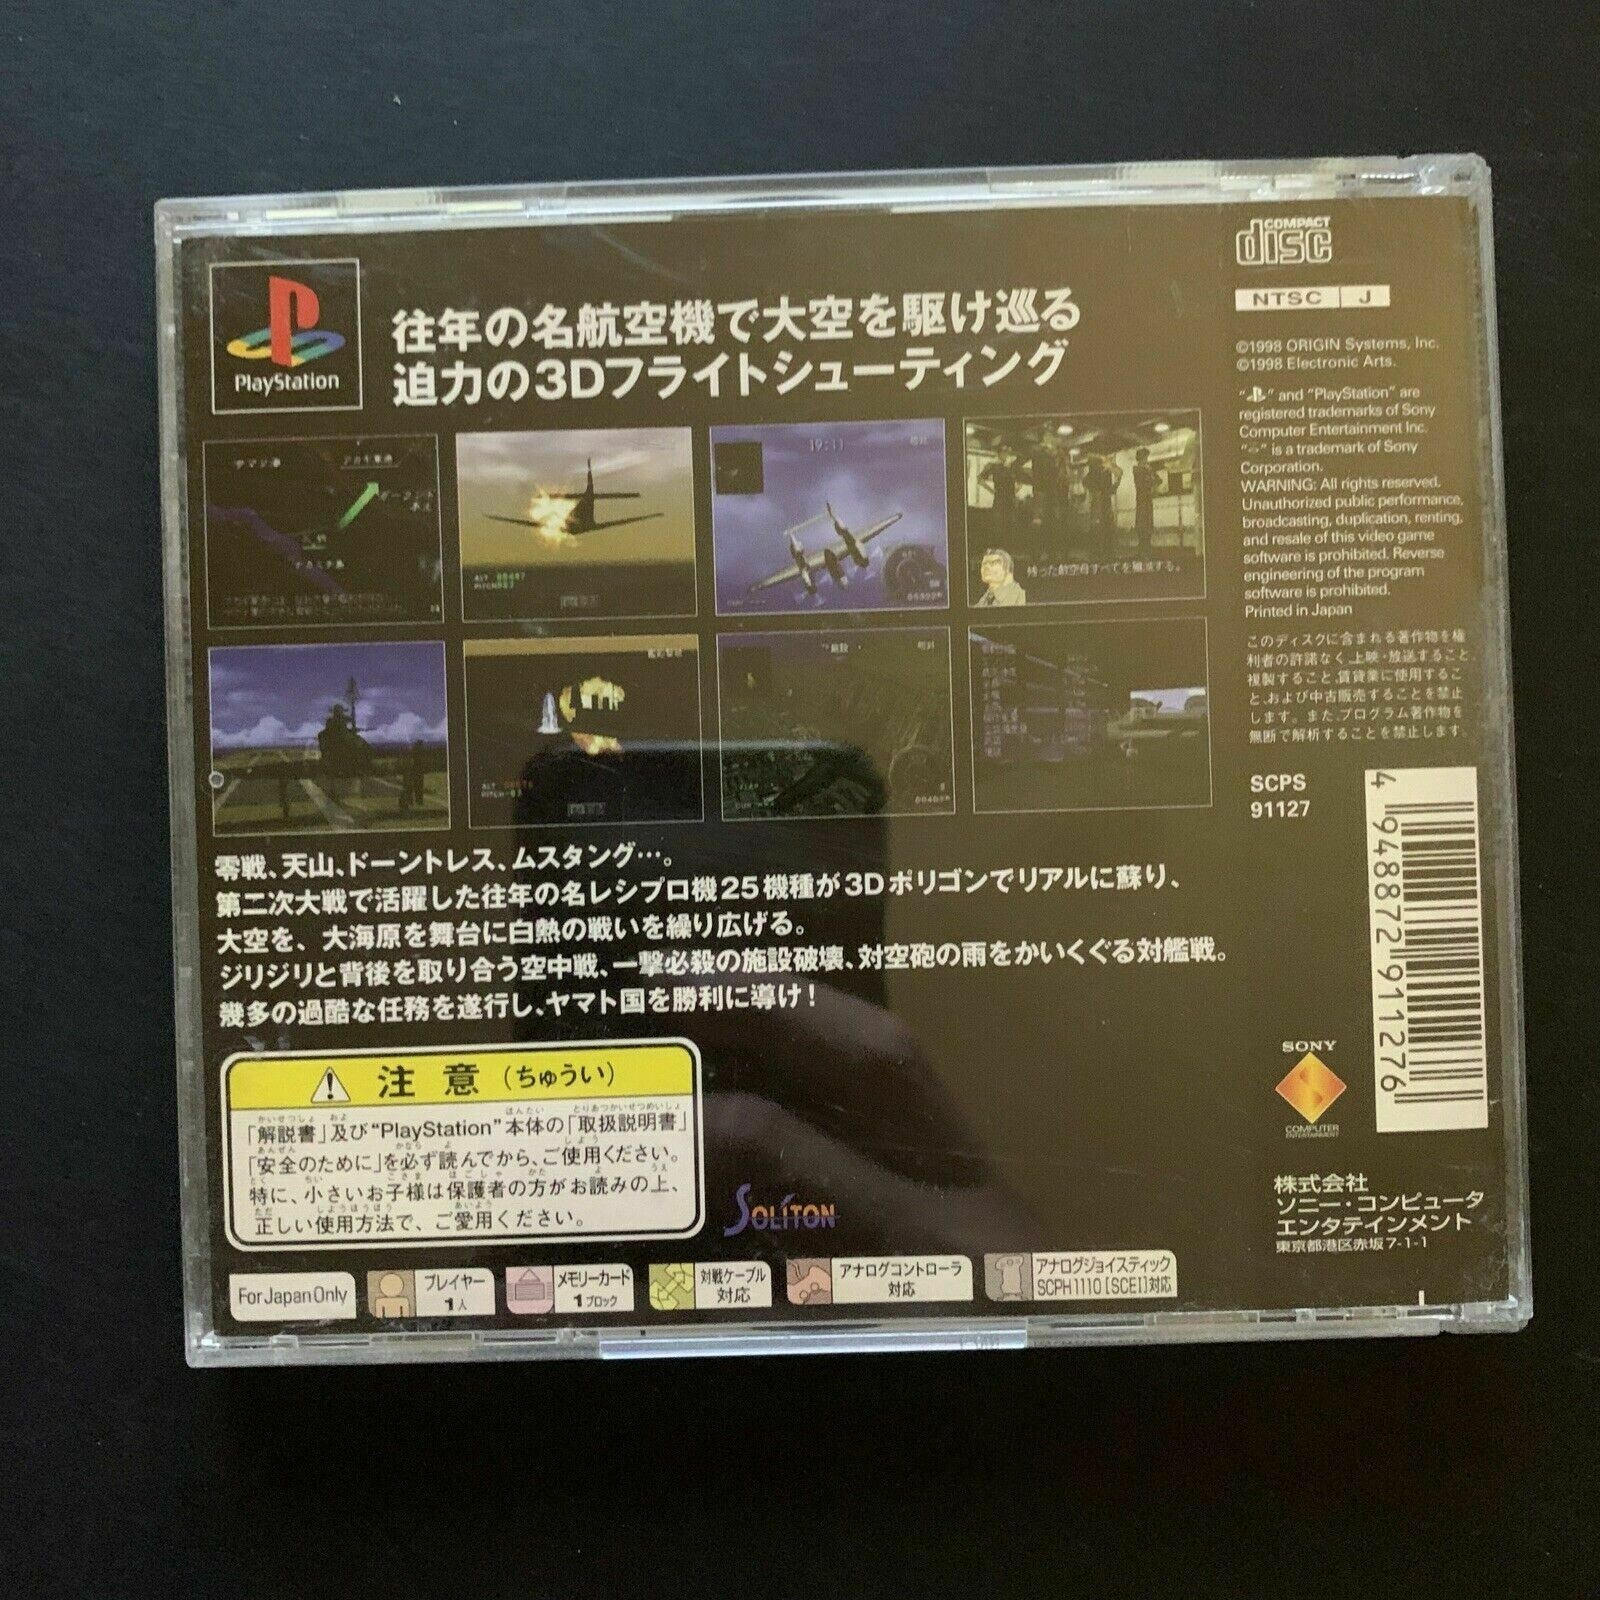 PlayStation
往年の名航空機で大空を駆け巡る
迫力の3Dフライトシューティング
19:11
残った航空母すべてを殲滅する。
零戦、天山、ドーントレス、ムスタング…。
第二次大戦で活躍した往年の名レシプロ機25機種が3Dポリゴンでリアルに蘇り、
大空を、大海原を舞台に白熱の戦いを繰り広げる。
ジリジリと背後を取り合う空中戦、一撃必殺の施設破壊、対空砲の雨をかいくぐる対艦戦。
幾多の過酷な任務を遂行し、ヤマト国を勝利に導け!
注意(ちゅうい)
「解説書」及び“PlayStation”本体の「取扱説明書」
「安全のために」を必ず読んでから、ご使用ください。
特に、小さいお子様は保護者の方がお読みの上、
正しい使用方法で、ご愛用ください。
SOLITON
For Japan Only
プレイヤー
1人
メモリーカード
1ブロック
対戦ケーブル
対応
アナログコントローラ
対応
アナログジョイスティック
SCPH1110[SCEI]対応
COMPACT
disc
NTSC J
©1998 ORIGIN Systems, Inc.
©1998 Electronic Arts.
“ ” and “PlayStation” are
registered trademarks of Sony
Computer Entertainment Inc.
“ ” is a trademark of Sony
Corporation.
WARNING: All rights reserved.
Unauthorized public performance,
broadcasting, duplication, renting,
and resale of this video game
software is prohibited. Reverse
engineering of the program
software is prohibited.
Printed in Japan
このディスクに含まれる著作物を権
利者の許諾なく上映・放送すること、
複製すること、賃貸業に使用するこ
と、および中古販売することを禁止
します。また、プログラム著作物を
無断で解析することを禁止します。
SCPS
91127
4 948872 911276
SONY
COMPUTER
ENTERTAINMENT
株式会社
ソニー・コンピュータ
エンタテインメント
東京都港区赤坂7-1-1